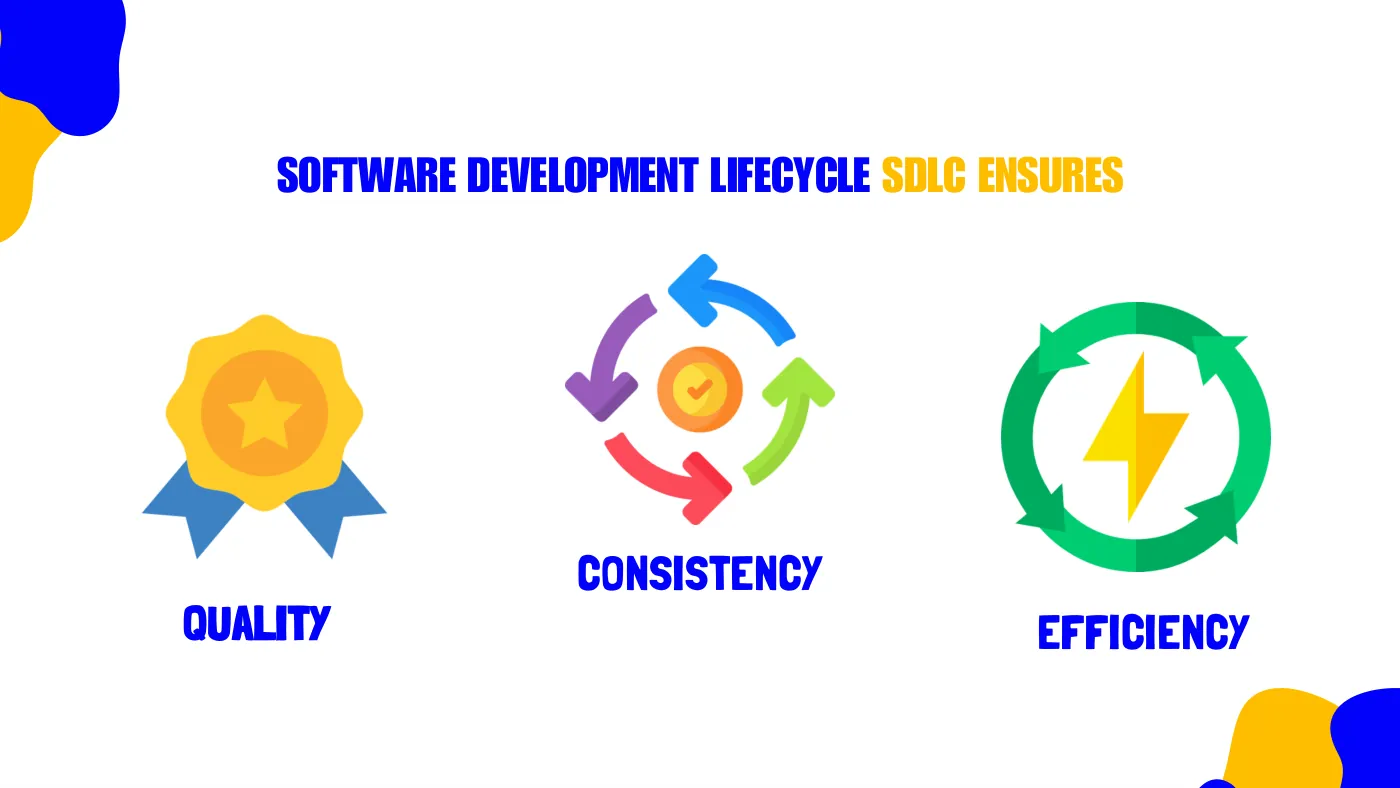 SOFTWARE DEVELOPMENT LIFECYCLE SDLC ENSURES
QUALITY
CONSISTENCY
EFFICIENCY